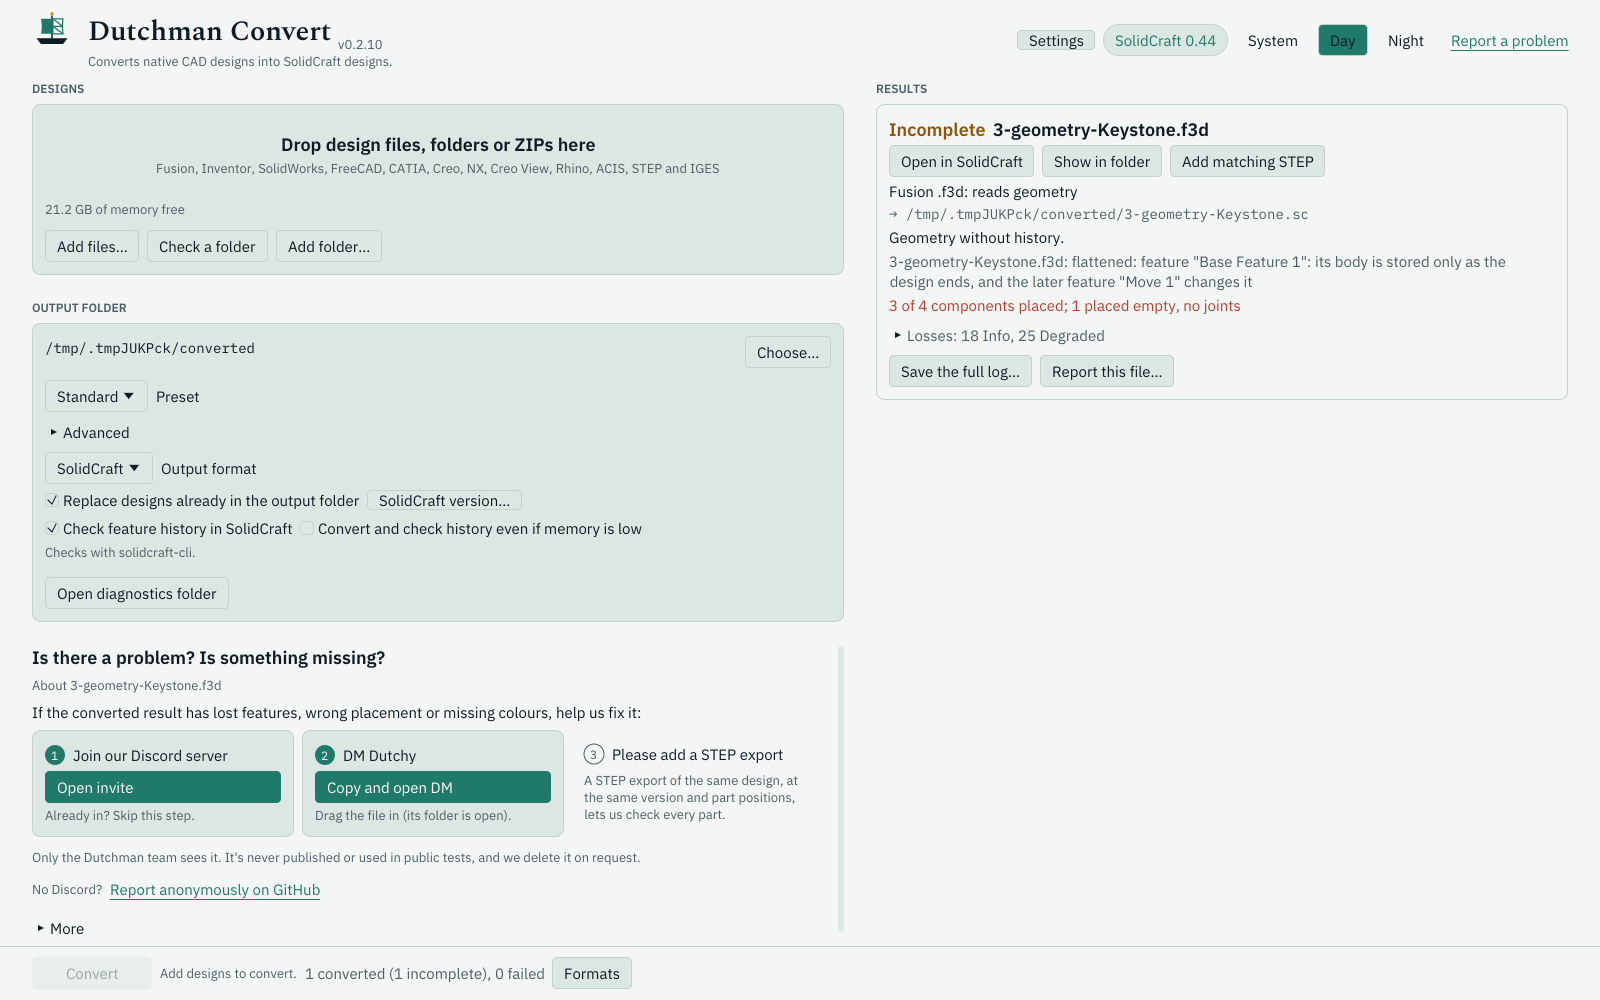 Dutchman Convert v0.2.10
Converts native CAD designs into SolidCraft designs.
Settings
SolidCraft 0.44
System
Day
Night
Report a problem
DESIGNS
Drop design files, folders or ZIPs here
Fusion, Inventor, SolidWorks, FreeCAD, CATIA, Creo, NX, Creo View, Rhino, ACIS, STEP and IGES
21.2 GB of memory free
Add files...
Check a folder
Add folder...
OUTPUT FOLDER
/tmp/.tmpJUKPck/converted
Choose...
Standard Preset
Advanced
SolidCraft Output format
Replace designs already in the output folder
SolidCraft version...
Check feature history in SolidCraft
Convert and check history even if memory is low
Checks with solidcraft-cli.
Open diagnostics folder
Is there a problem? Is something missing?
About 3-geometry-Keystone.f3d
If the converted result has lost features, wrong placement or missing colours, help us fix it:
1 Join our Discord server
Open invite
Already in? Skip this step.
2 DM Dutchy
Copy and open DM
Drag the file in (its folder is open).
3 Please add a STEP export
A STEP export of the same design, at
the same version and part positions,
lets us check every part.
Only the Dutchman team sees it. It's never published or used in public tests, and we delete it on request.
No Discord? Report anonymously on GitHub
More
RESULTS
Incomplete 3-geometry-Keystone.f3d
Open in SolidCraft
Show in folder
Add matching STEP
Fusion .f3d: reads geometry
→ /tmp/.tmpJUKPck/converted/3-geometry-Keystone.sc
Geometry without history.
3-geometry-Keystone.f3d: flattened: feature "Base Feature 1": its body is stored only as the
design ends, and the later feature "Move 1" changes it
3 of 4 components placed; 1 placed empty, no joints
Losses: 18 Info, 25 Degraded
Save the full log...
Report this file...
Convert
Add designs to convert.
1 converted (1 incomplete), 0 failed
Formats